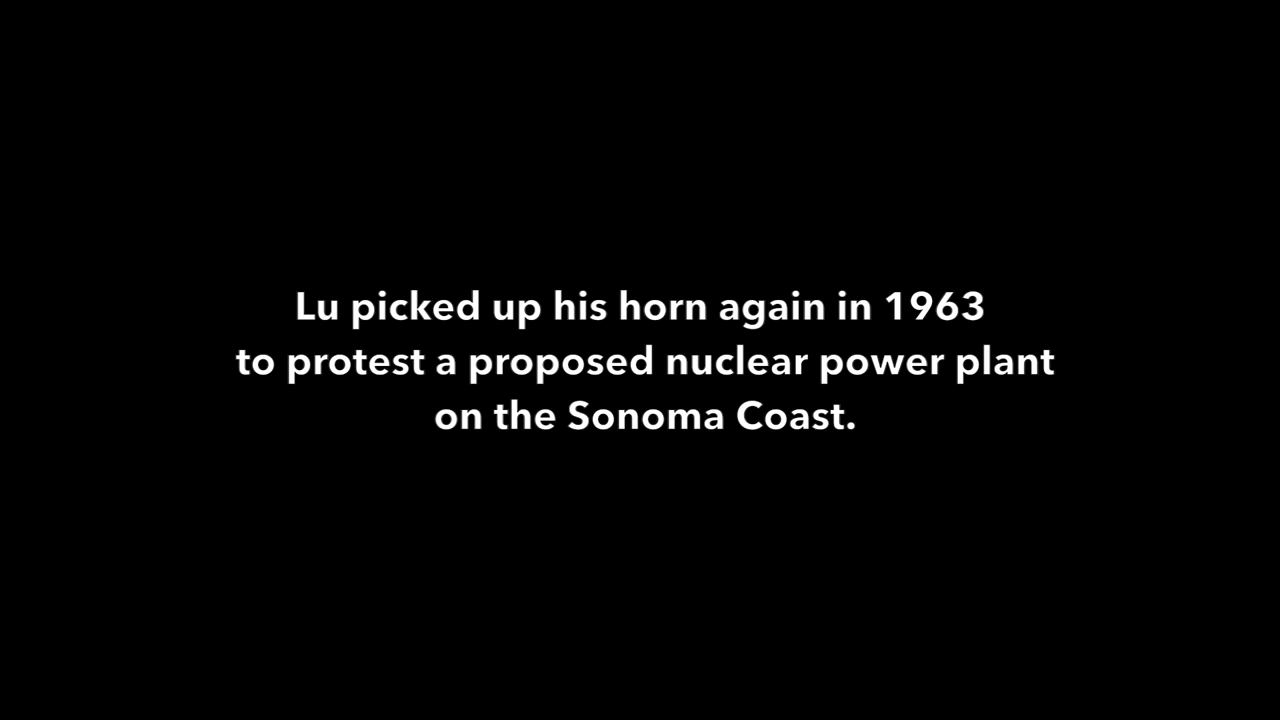 Lu picked up his horn again in 1963
to protest a proposed nuclear power plant
on the Sonoma Coast.